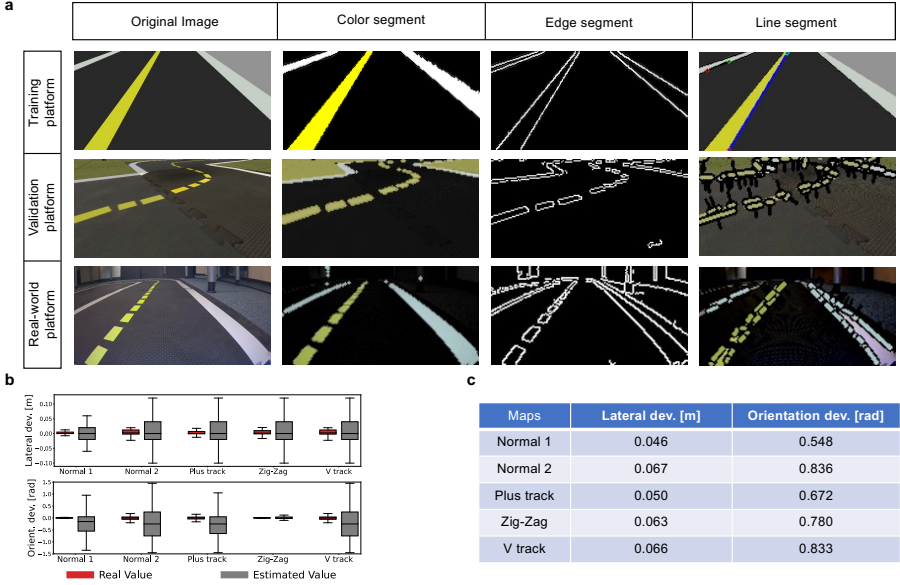 a
Original Image Color segment Edge segment Line segment
Training
platform
Validation
platform
Real-world
platform
b
Lateral dev. [m]
0.10
0.05
0.00
−0.05
−0.10
Normal 1 Normal 2 Plus track Zig-Zag V track
Orient. dev. [rad]
1.5
1.0
0.5
0.0
−0.5
−1.0
−1.5
Normal 1 Normal 2 Plus track Zig-Zag V track
Real Value Estimated Value
c
Maps Lateral dev. [m] Orientation dev. [rad]
Normal 1 0.046 0.548
Normal 2 0.067 0.836
Plus track 0.050 0.672
Zig-Zag 0.063 0.780
V track 0.066 0.833